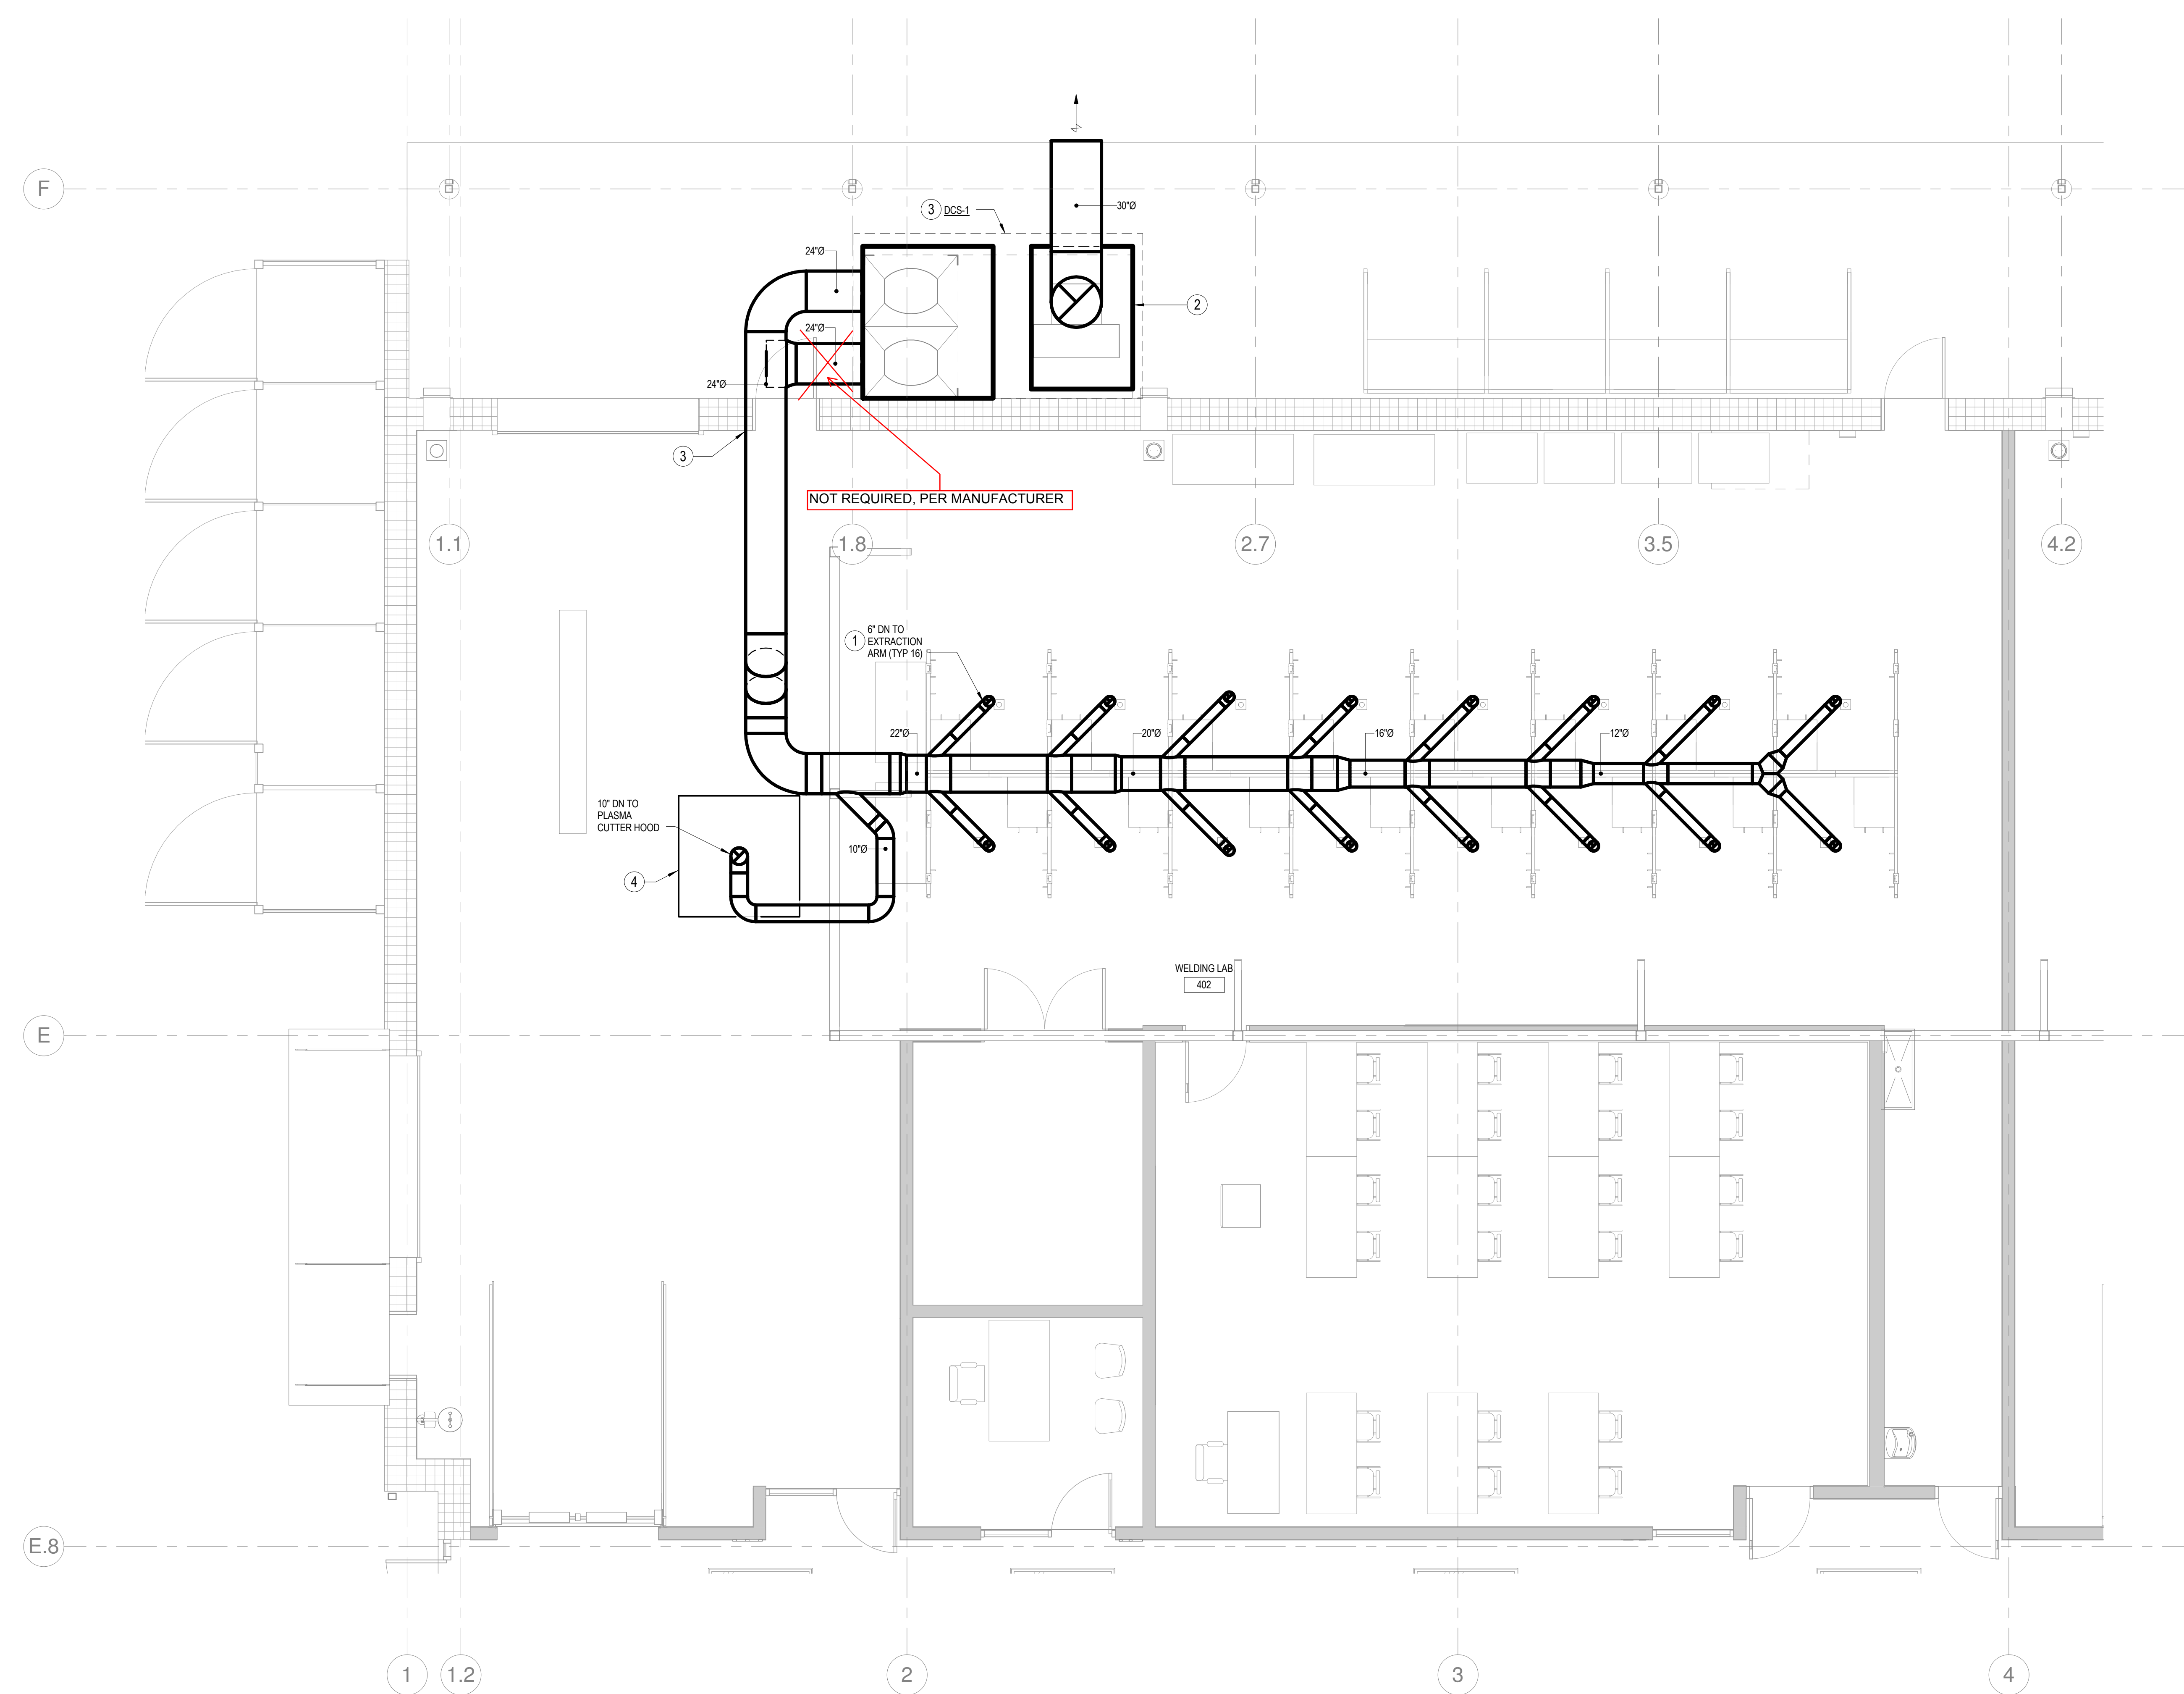 F
30"Ø
3 DCS-1
24"Ø
2
24"Ø
24"Ø
3
NOT REQUIRED, PER MANUFACTURER
1.1
1.8
2.7
3.5
4.2
1
6" DN TO
EXTRACTION
ARM (TYP 16)
22"Ø
20"Ø
16"Ø
12"Ø
10" DN TO
PLASMA
CUTTER HOOD
10"Ø
4
WELDING LAB
402
E
E.8
1
1.2
2
3
4